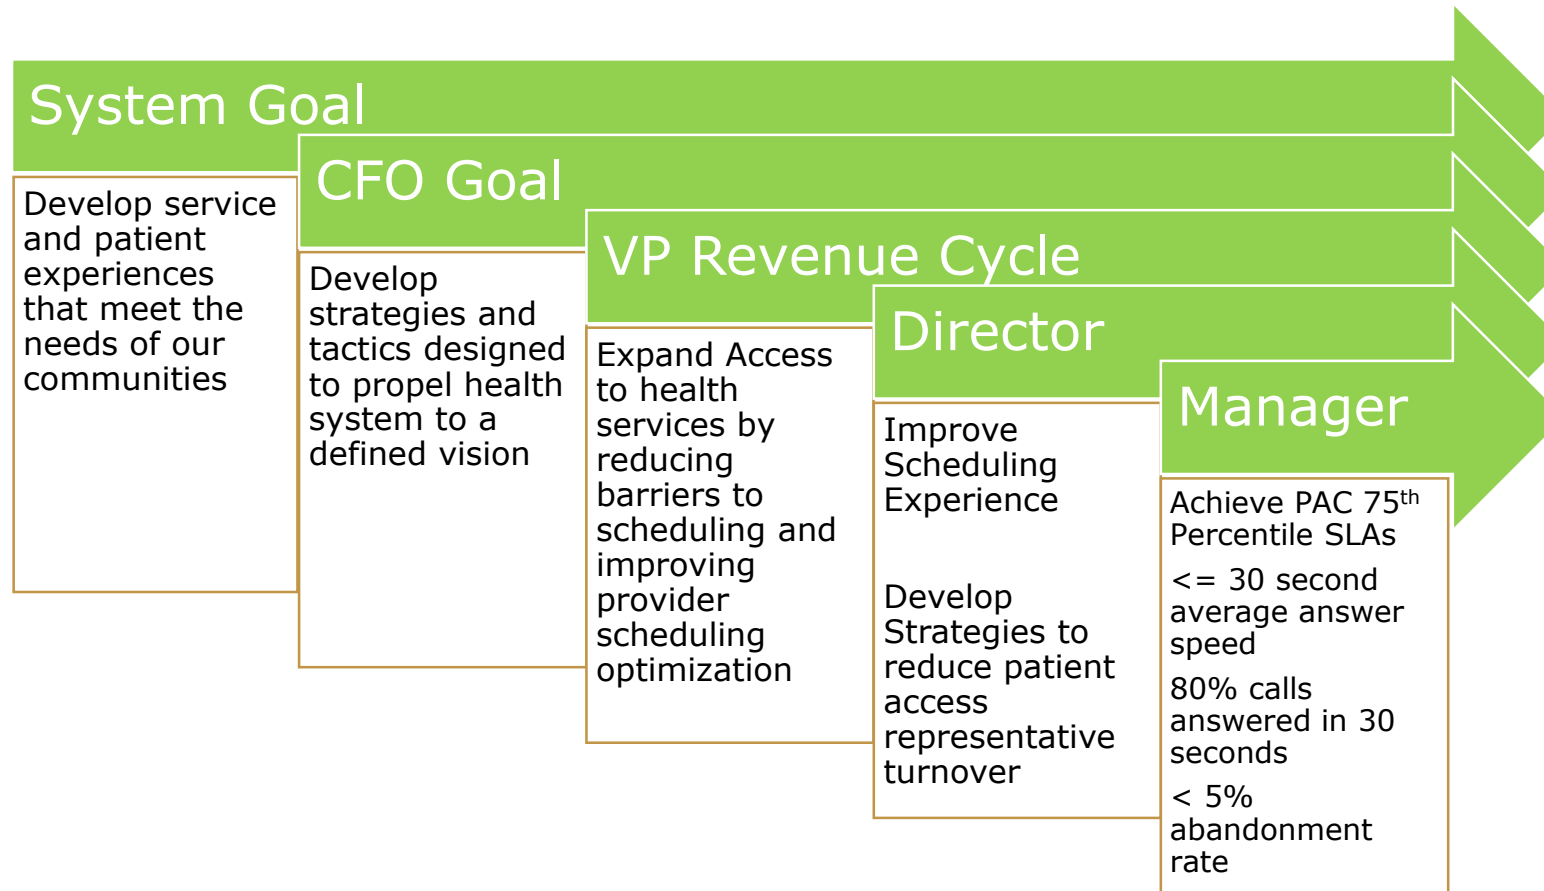 System Goal
Develop service
and patient
experiences
that meet the
needs of our
communities
CFO Goal
Develop
strategies and
tactics designed
to propel health
system to a
defined vision
VP Revenue Cycle
Expand Access
to health
services by
reducing
barriers to
scheduling and
improving
provider
scheduling
optimization
Director
Improve
Scheduling
Experience
Develop
Strategies to
reduce patient
access
representative
turnover
Manager
Achieve PAC 75th
Percentile SLAs
<= 30 second
average answer
speed
80% calls
answered in 30
seconds
< 5%
abandonment
rate